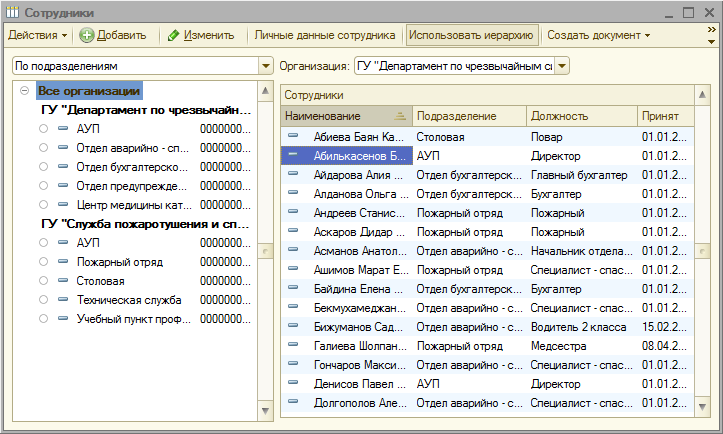 Сотрудники
Действия Добавить Изменить Личные данные сотрудника Использовать иерархию Создать документ »
По подразделениям Организация: ГУ "Департамент по чрезвычайным си
Все организации
ГУ "Департамент по чрезвычайн...
АУП 0000000...
Отдел аварийно - сп... 0000000...
Отдел бухгалтерско... 0000000...
Отдел предупрежде... 0000000...
Центр медицины кат... 0000000...
ГУ "Служба пожаротушения и сп...
АУП 0000000...
Пожарный отряд 0000000...
Столовая 0000000...
Техническая служба 0000000...
Учебный пункт проф... 0000000...
Сотрудники
Наименование Подразделение Должность Принят
Абиева Баян Ка... Столовая Повар 01.01.2...
Абилькасенов Б... АУП Директор 01.01.2...
Айдарова Алия ... Отдел бухгалтерск... Главный бухгалтер 01.01.2...
Алданова Ольга ... Отдел бухгалтерск... Бухгалтер 01.01.2...
Андреев Станис... Пожарный отряд Пожарный 01.01.2...
Аскаров Дидар ... Пожарный отряд Пожарный 01.01.2...
Асманов Анатол... Отдел аварийно - с... Начальник отдела... 01.01.2...
Ашимов Марат Е... Пожарный отряд Специалист - спас... 01.01.2...
Байдина Елена ... Отдел бухгалтерск... Бухгалтер 01.01.2...
Бекмухамеджан... Отдел аварийно - с... Специалист - спас... 01.01.2...
Бижуманов Сад... Отдел аварийно - с... Водитель 2 класса 15.02.2...
Галиева Шолпан... Пожарный отряд Медсестра 08.04.2...
Гончаров Макси... Отдел аварийно - с... Специалист - спас... 01.01.2...
Денисов Павел ... АУП Директор 01.01.2...
Долгополов Але... Отдел аварийно - с... Специалист - спас... 01.01.2...